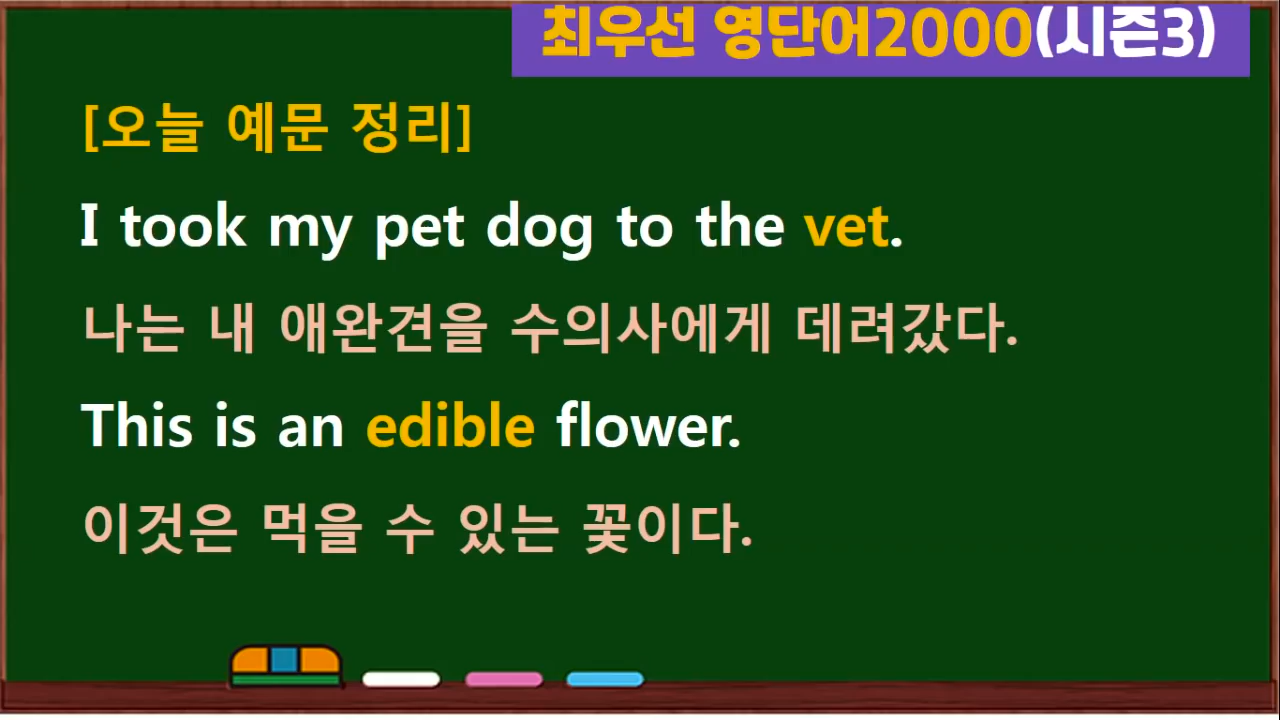 최우선 영단어2000(시즌3)
[오늘 예문 정리]
I took my pet dog to the vet.
나는 내 애완견을 수의사에게 데려갔다.
This is an edible flower.
이것은 먹을 수 있는 꽃이다.